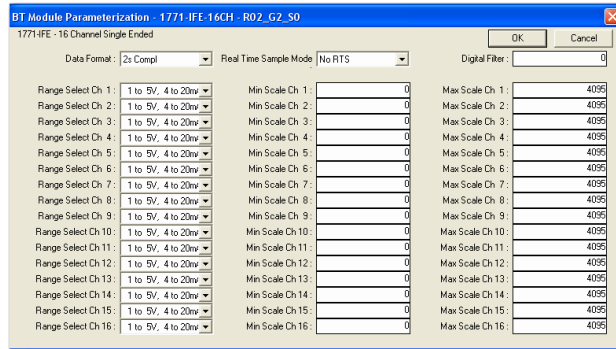 BT Module Parameterization - 1771-IFE-16CH - R02_G2_S0
1771-IFE - 16 Channel Single Ended
OK Cancel
Data Format : 2s Compl Real Time Sample Mode No RTS Digital Filter : 0
Range Select Ch 1 : 1 to 5V, 4 to 20m Min Scale Ch 1 : 0 Max Scale Ch 1 : 4095
Range Select Ch 2 : 1 to 5V, 4 to 20m Min Scale Ch 2 : 0 Max Scale Ch 2 : 4095
Range Select Ch 3 : 1 to 5V, 4 to 20m Min Scale Ch 3 : 0 Max Scale Ch 3 : 4095
Range Select Ch 4 : 1 to 5V, 4 to 20m Min Scale Ch 4 : 0 Max Scale Ch 4 : 4095
Range Select Ch 5 : 1 to 5V, 4 to 20m Min Scale Ch 5 : 0 Max Scale Ch 5 : 4095
Range Select Ch 6 : 1 to 5V, 4 to 20m Min Scale Ch 6 : 0 Max Scale Ch 6 : 4095
Range Select Ch 7 : 1 to 5V, 4 to 20m Min Scale Ch 7 : 0 Max Scale Ch 7 : 4095
Range Select Ch 8 : 1 to 5V, 4 to 20m Min Scale Ch 8 : 0 Max Scale Ch 8 : 4095
Range Select Ch 9 : 1 to 5V, 4 to 20m Min Scale Ch 9 : 0 Max Scale Ch 9 : 4095
Range Select Ch 10 : 1 to 5V, 4 to 20m Min Scale Ch 10 : 0 Max Scale Ch 10 : 4095
Range Select Ch 11 : 1 to 5V, 4 to 20m Min Scale Ch 11 : 0 Max Scale Ch 11 : 4095
Range Select Ch 12 : 1 to 5V, 4 to 20m Min Scale Ch 12 : 0 Max Scale Ch 12 : 4095
Range Select Ch 13 : 1 to 5V, 4 to 20m Min Scale Ch 13 : 0 Max Scale Ch 13 : 4095
Range Select Ch 14 : 1 to 5V, 4 to 20m Min Scale Ch 14 : 0 Max Scale Ch 14 : 4095
Range Select Ch 15 : 1 to 5V, 4 to 20m Min Scale Ch 15 : 0 Max Scale Ch 15 : 4095
Range Select Ch 16 : 1 to 5V, 4 to 20m Min Scale Ch 16 : 0 Max Scale Ch 16 : 4095